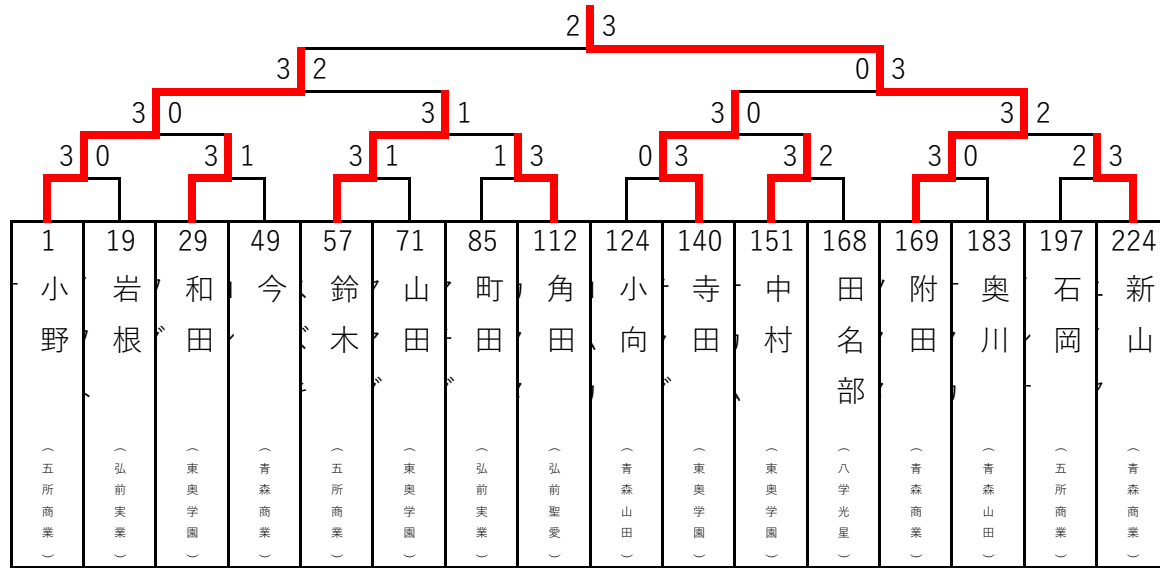 2 3
3 2 0 3
3 0 3 1 3 0 3 2
3 0 3 1 3 1 1 3 0 3 3 2 3 0 2 3
1 19 29 49 57 71 85 112 124 140 151 168 169 183 197 224
小野
岩根
和田
今
鈴木
山田
町田
角田
小向
寺田
中村
田名部
附田
奥川
石岡
新山
（五所商業）
（弘前実業）
（東奥学園）
（青森商業）
（五所商業）
（東奥学園）
（弘前実業）
（弘前聖愛）
（青森山田）
（東奥学園）
（東奥学園）
（八学光星）
（青森商業）
（青森山田）
（五所商業）
（青森商業）